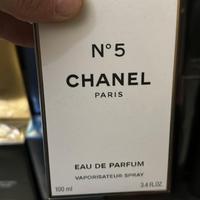 N°5
CHANEL
PARIS
EAU DE PARFUM
VAPORISATEUR SPRAY
100 ml 3.4 FL.OZ.